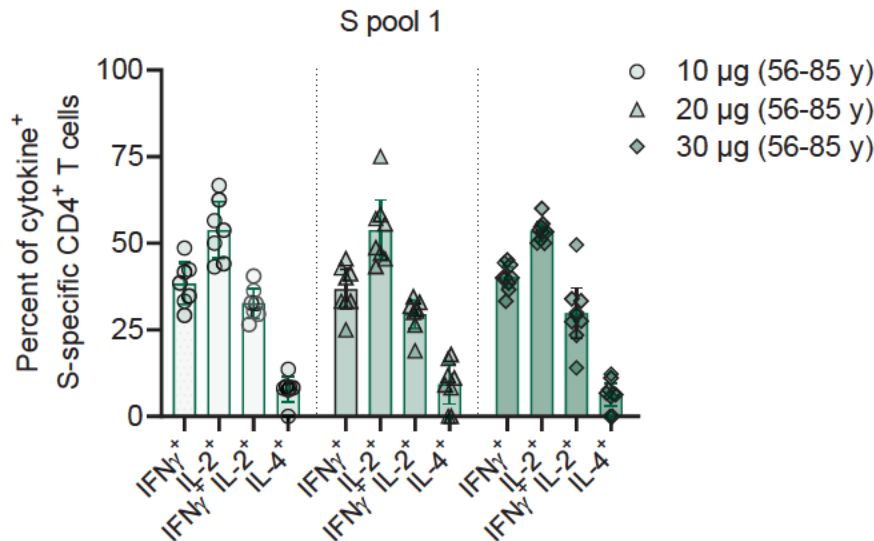 S pool 1
Percent of cytokine⁺
S-specific CD4⁺ T cells
100
75
50
25
0
10 µg (56-85 y)
20 µg (56-85 y)
30 µg (56-85 y)
IFNγ⁺
IL-2⁺
IFNγ⁺IL-2⁺
IL-4⁺
IFNγ⁺
IL-2⁺
IFNγ⁺IL-2⁺
IL-4⁺
IFNγ⁺
IL-2⁺
IFNγ⁺IL-2⁺
IL-4⁺